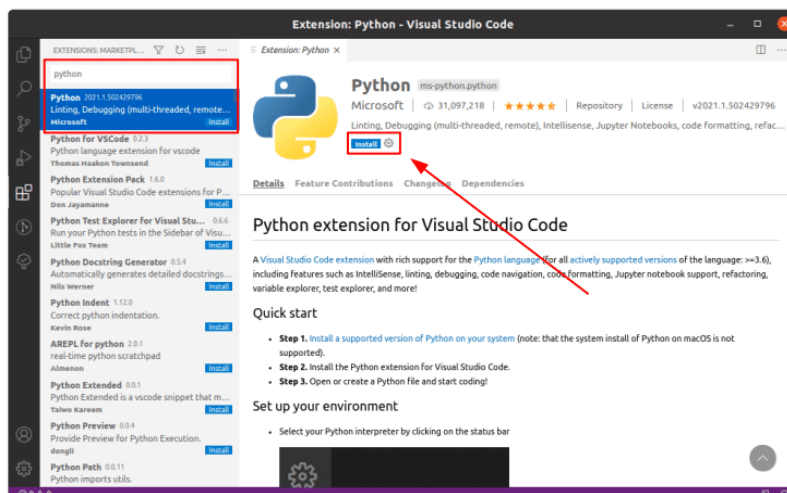 Extension: Python - Visual Studio Code
EXTENSIONS: MARKETPL...
python
Python 2021.1.502429796
Linting, Debugging (multi-threaded, remote...
Microsoft Install
Python for VSCode 0.2.3
Python language extension for vscode
Thomas Haakon Townsend Install
Python Extension Pack 1.6.0
Popular Visual Studio Code extensions for P...
Don Jayamanne Install
Python Test Explorer for Visual Stu... 0.6.6
Run your Python tests in the Sidebar of Visu...
Little Fox Team Install
Python Docstring Generator 0.5.4
Automatically generates detailed docstrings...
Nils Werner Install
Python Indent 1.12.0
Correct python indentation.
Kevin Rose Install
AREPL for python 2.0.1
real-time python scratchpad
Almenon Install
Python Extended 0.0.1
Python Extended is a vscode snippet that m...
Taiwo Kareem Install
Python Preview 0.0.4
Provide Preview for Python Execution.
dongli Install
Python Path 0.0.11
Python imports utils.
Extension: Python
Python ms-python.python
Microsoft 31,097,218 Repository License v2021.1.502429796
Linting, Debugging (multi-threaded, remote), Intellisense, Jupyter Notebooks, code formatting, refac...
Install
Details Feature Contributions Changelog Dependencies
Python extension for Visual Studio Code
A Visual Studio Code extension with rich support for the Python language (for all actively supported versions of the language: >=3.6),
including features such as IntelliSense, linting, debugging, code navigation, code formatting, Jupyter notebook support, refactoring,
variable explorer, test explorer, and more!
Quick start
• Step 1. Install a supported version of Python on your system (note: that the system install of Python on macOS is not
supported).
• Step 2. Install the Python extension for Visual Studio Code.
• Step 3. Open or create a Python file and start coding!
Set up your environment
• Select your Python interpreter by clicking on the status bar